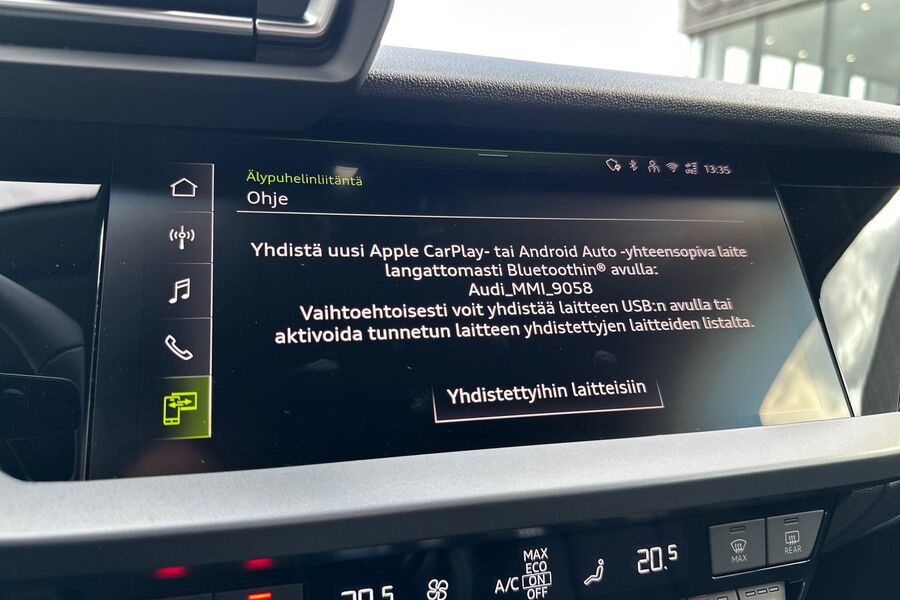 Älypuhelinliitäntä
13:35
Ohje
Yhdistä uusi Apple CarPlay- tai Android Auto -yhteensopiva laite
langattomasti Bluetoothin® avulla:
Audi_MMI_9058
Vaihtoehtoisesti voit yhdistää laitteen USB:n avulla tai
aktivoida tunnetun laitteen yhdistettyjen laitteiden listalta.
Yhdistettyihin laitteisiin
MAX
ECO
A/C ON
OFF
20.5
20.5
MAX
REAR